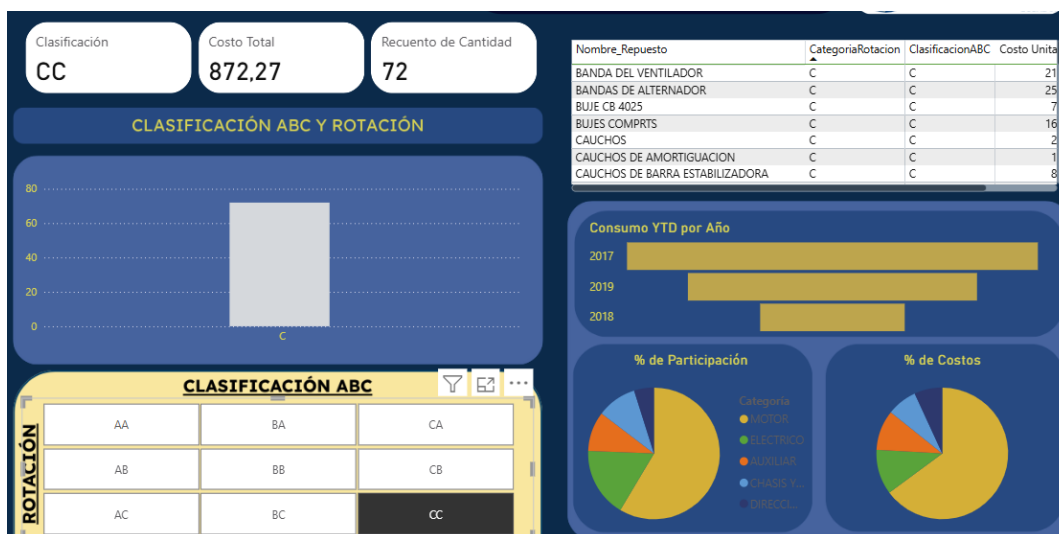 Clasificación
CC
Costo Total
872,27
Recuento de Cantidad
72
CLASIFICACIÓN ABC Y ROTACIÓN
80
60
40
20
0
C
CLASIFICACIÓN ABC
ROTACIÓN
AA BA CA
AB BB CB
AC BC CC
Nombre_Repuesto CategoriaRotacion ClasificacionABC Costo Unita
BANDA DEL VENTILADOR C C 21
BANDAS DE ALTERNADOR C C 25
BUJE CB 4025 C C 7
BUJES COMPRTS C C 16
CAUCHOS C C 2
CAUCHOS DE AMORTIGUACION C C 1
CAUCHOS DE BARRA ESTABILIZADORA C C 8
Consumo YTD por Año
2017
2019
2018
% de Participación
Categoría
MOTOR
ELECTRICO
AUXILIAR
CHASIS Y...
DIRECCI...
% de Costos